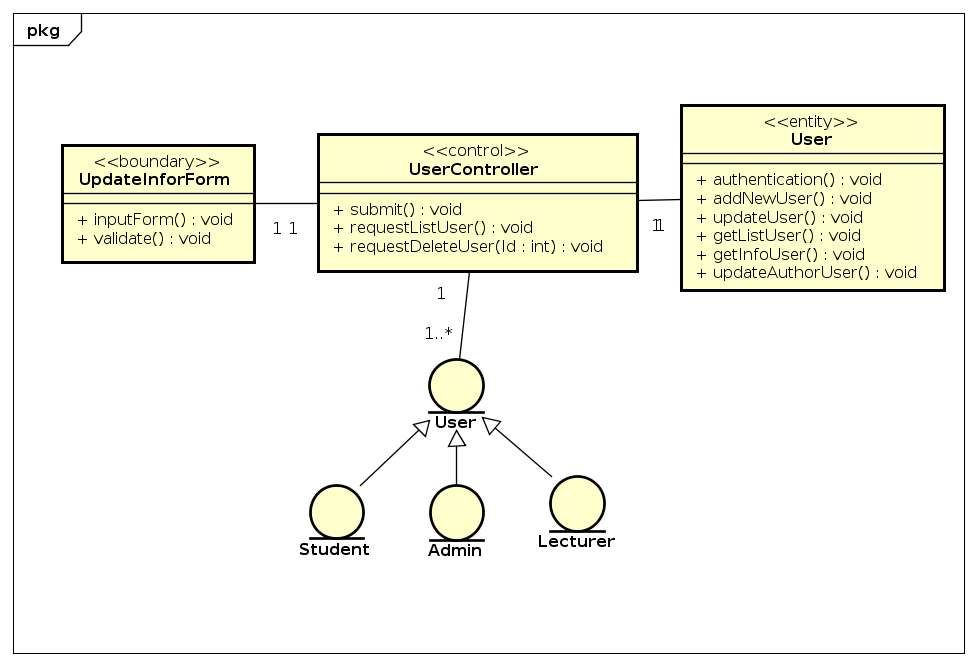 pkg
<<boundary>>
UpdateInforForm
+ inputForm() : void
+ validate() : void
1 1
<<control>>
UserController
+ submit() : void
+ requestListUser() : void
+ requestDeleteUser(Id : int) : void
1 1
<<entity>>
User
+ authentication() : void
+ addNewUser() : void
+ updateUser() : void
+ getListUser() : void
+ getInfoUser() : void
+ updateAuthorUser() : void
1
1..*
User
Student
Admin
Lecturer